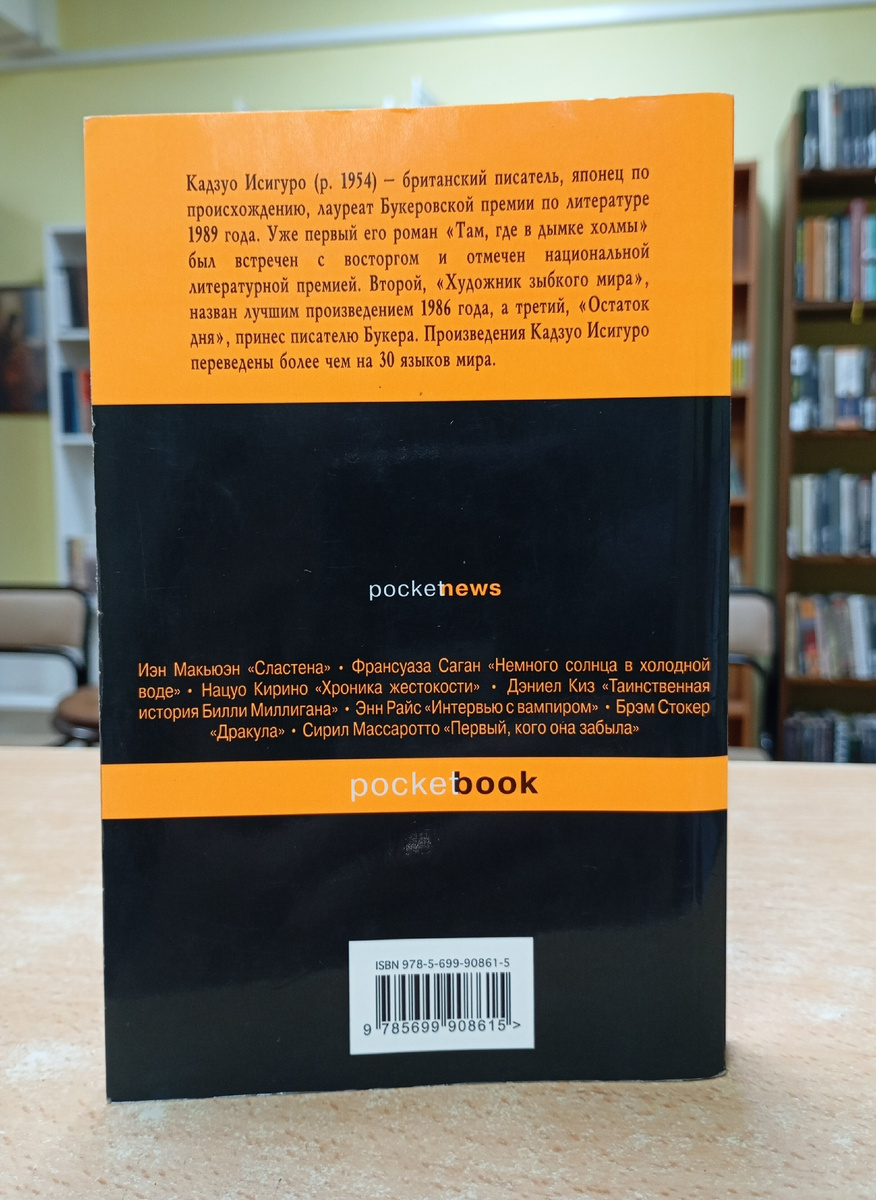 Кадзуо Исигуро (р. 1954) – британский писатель, японец по
происхождению, лауреат Букеровской премии по литературе
1989 года. Уже первый его роман «Там, где в дымке холмы»
был встречен с восторгом и отмечен национальной
литературной премией. Второй, «Художник зыбкого мира»,
назван лучшим произведением 1986 года, а третий, «Остаток
дня», принес писателю Букера. Произведения Кадзуо Исигуро
переведены более чем на 30 языков мира.
pocketnews
Иэн Макьюэн «Сластена» • Франсуаза Саган «Немного солнца в холодной
воде» • Нацуо Кирино «Хроника жестокости» • Дэниел Киз «Таинственная
история Билли Миллигана» • Энн Райс «Интервью с вампиром» • Брэм Стокер
«Дракула» • Сирил Массаротто «Первый, кого она забыла»
pocketbook
ISBN 978-5-699-90861-5
9 785699 908615 >